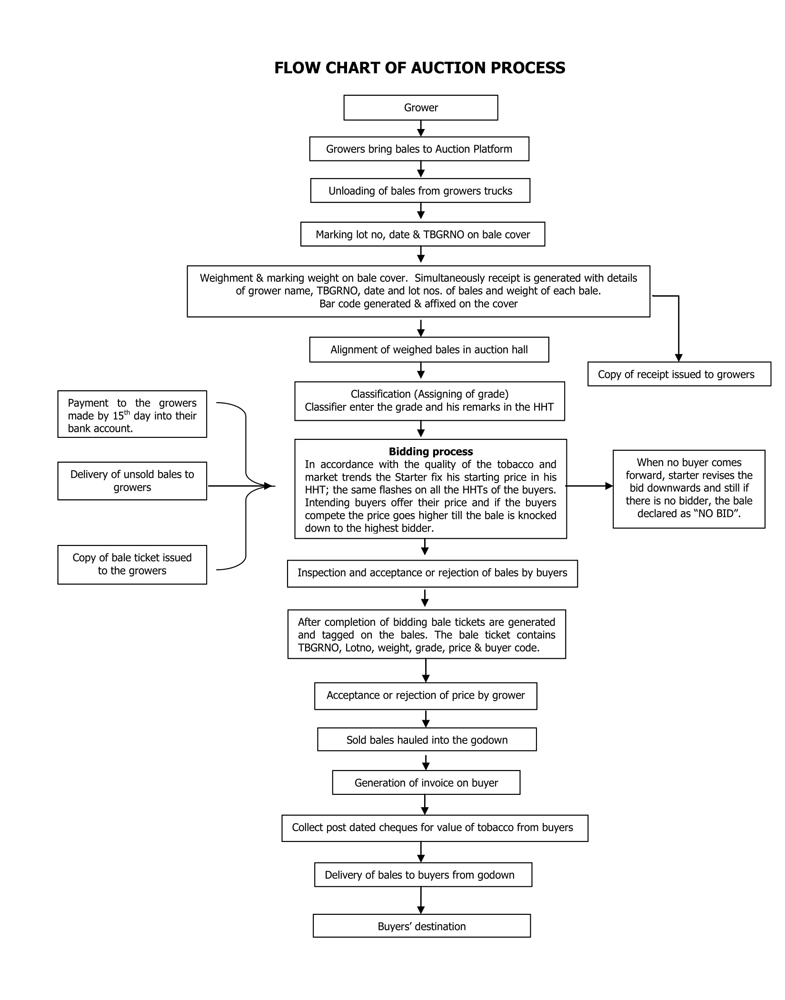 FLOW CHART OF AUCTION PROCESS
Grower
Growers bring bales to Auction Platform
Unloading of bales from growers trucks
Marking lot no, date & TBGRNO on bale cover
Weighment & marking weight on bale cover. Simultaneously receipt is generated with details
of grower name, TBGRNO, date and lot nos. of bales and weight of each bale.
Bar code generated & affixed on the cover
Alignment of weighed bales in auction hall
Copy of receipt issued to growers
Classification (Assigning of grade)
Classifier enter the grade and his remarks in the HHT
Payment to the growers
made by 15th day into their
bank account.
Delivery of unsold bales to
growers
Copy of bale ticket issued
to the growers
Bidding process
In accordance with the quality of the tobacco and
market trends the Starter fix his starting price in his
HHT; the same flashes on all the HHTs of the buyers.
Intending buyers offer their price and if the buyers
compete the price goes higher till the bale is knocked
down to the highest bidder.
When no buyer comes
forward, starter revises the
bid downwards and still if
there is no bidder, the bale
declared as “NO BID”.
Inspection and acceptance or rejection of bales by buyers
After completion of bidding bale tickets are generated
and tagged on the bales. The bale ticket contains
TBGRNO, Lotno, weight, grade, price & buyer code.
Acceptance or rejection of price by grower
Sold bales hauled into the godown
Generation of invoice on buyer
Collect post dated cheques for value of tobacco from buyers
Delivery of bales to buyers from godown
Buyers’ destination